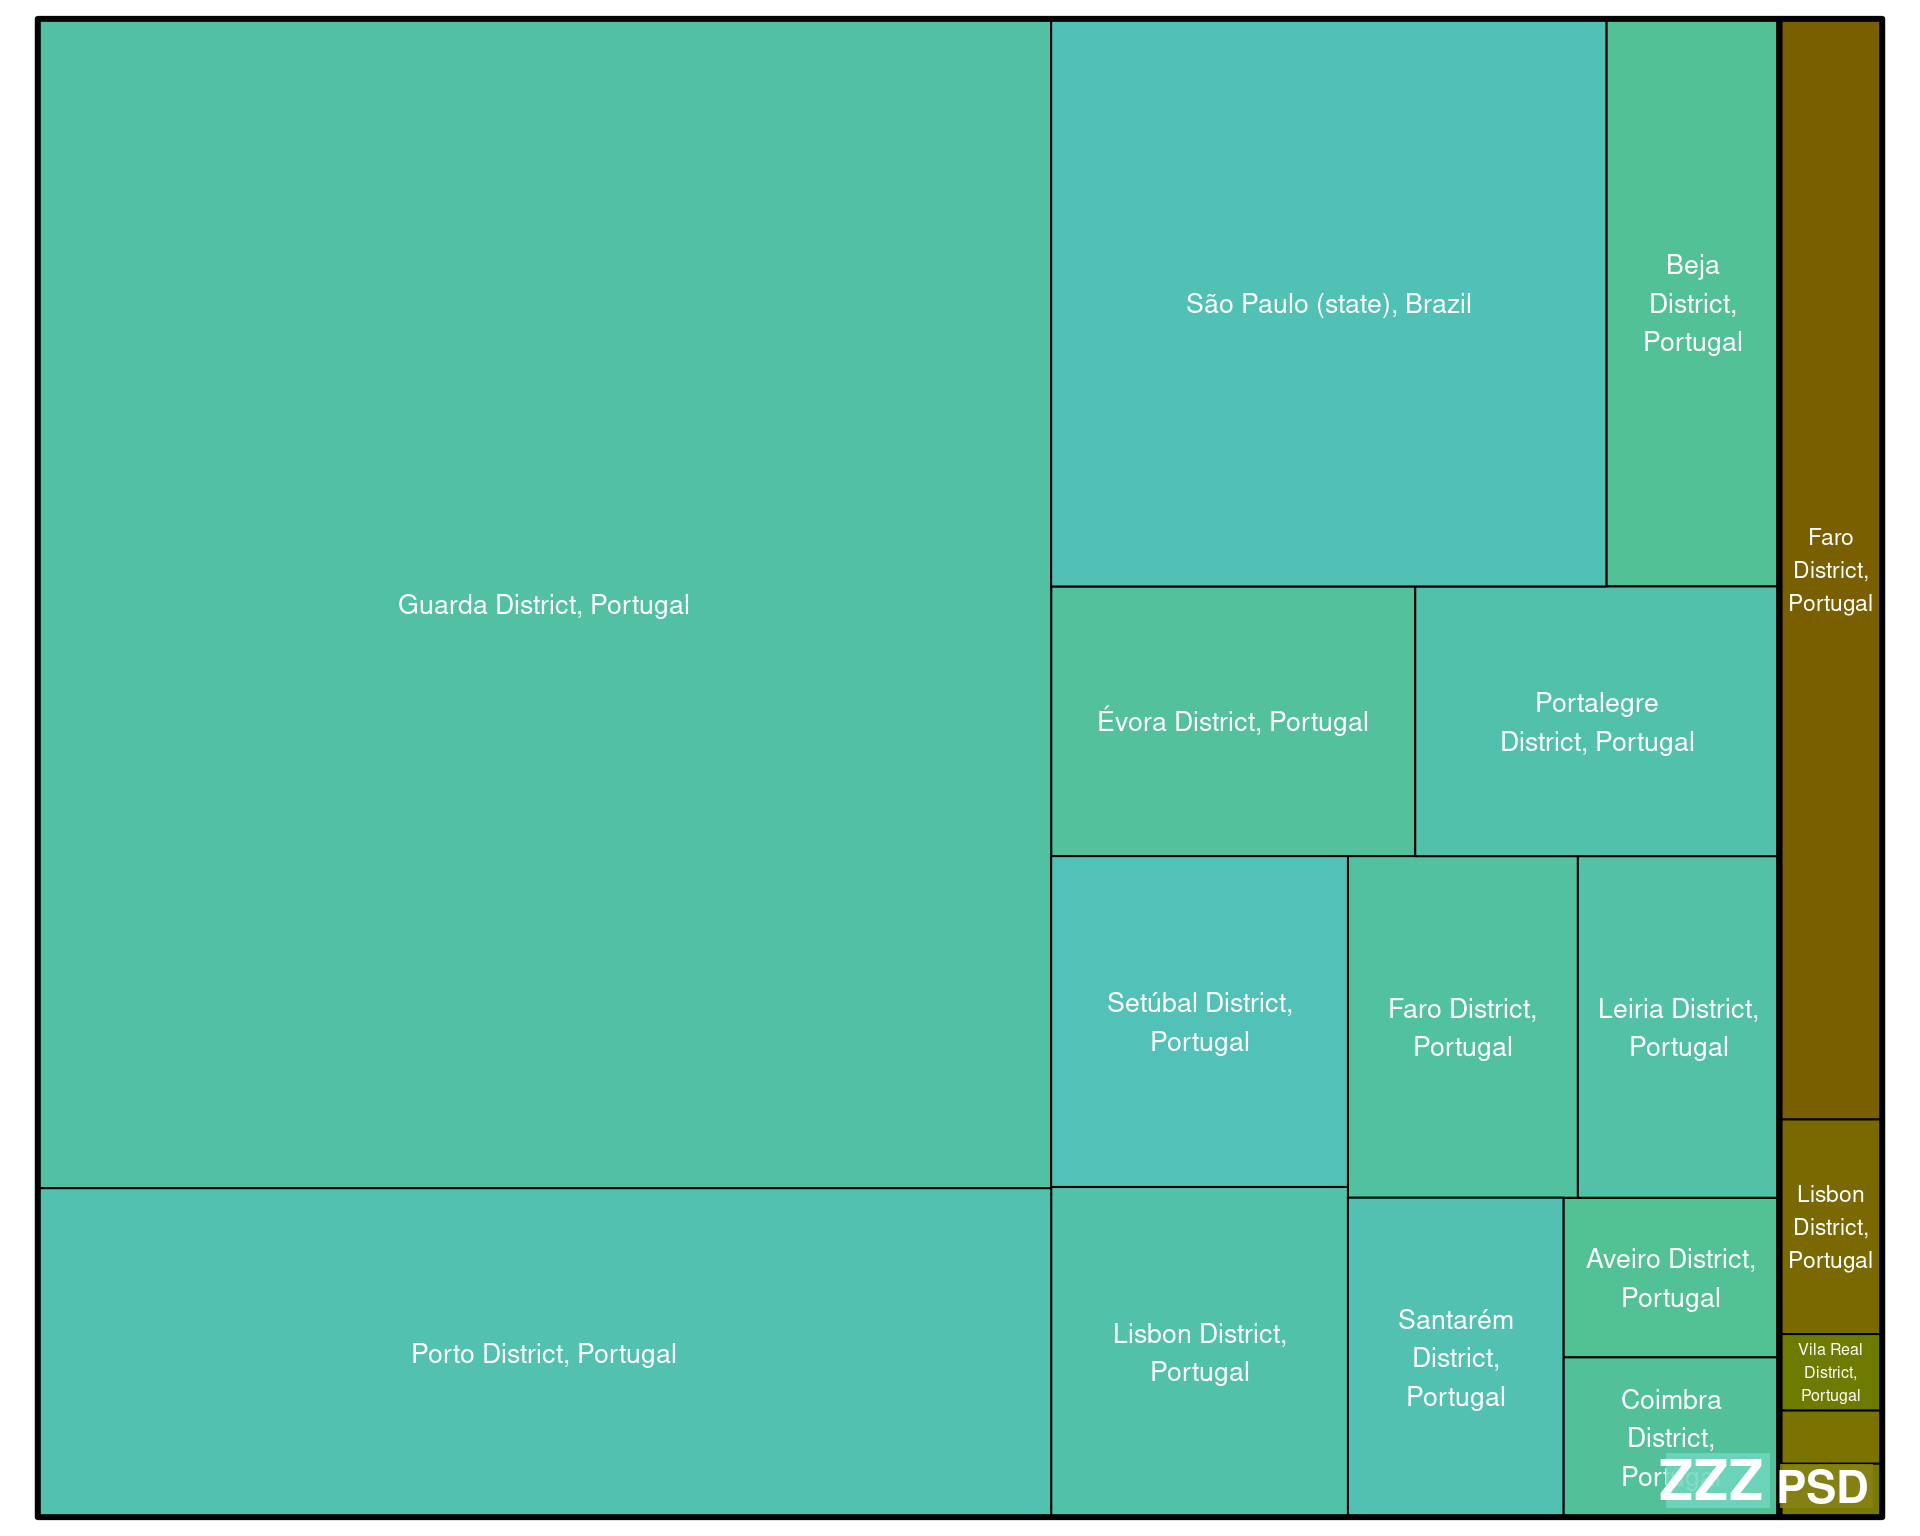 Guarda District, Portugal
Porto District, Portugal
São Paulo (state), Brazil
Beja
District,
Portugal
Évora District, Portugal
Portalegre
District, Portugal
Setúbal District,
Portugal
Faro District,
Portugal
Leiria District,
Portugal
Lisbon District,
Portugal
Santarém
District,
Portugal
Aveiro District,
Portugal
Coimbra
District,
Portugal
ZZZ
Faro
District,
Portugal
Lisbon
District,
Portugal
Vila Real
District,
Portugal
PSD